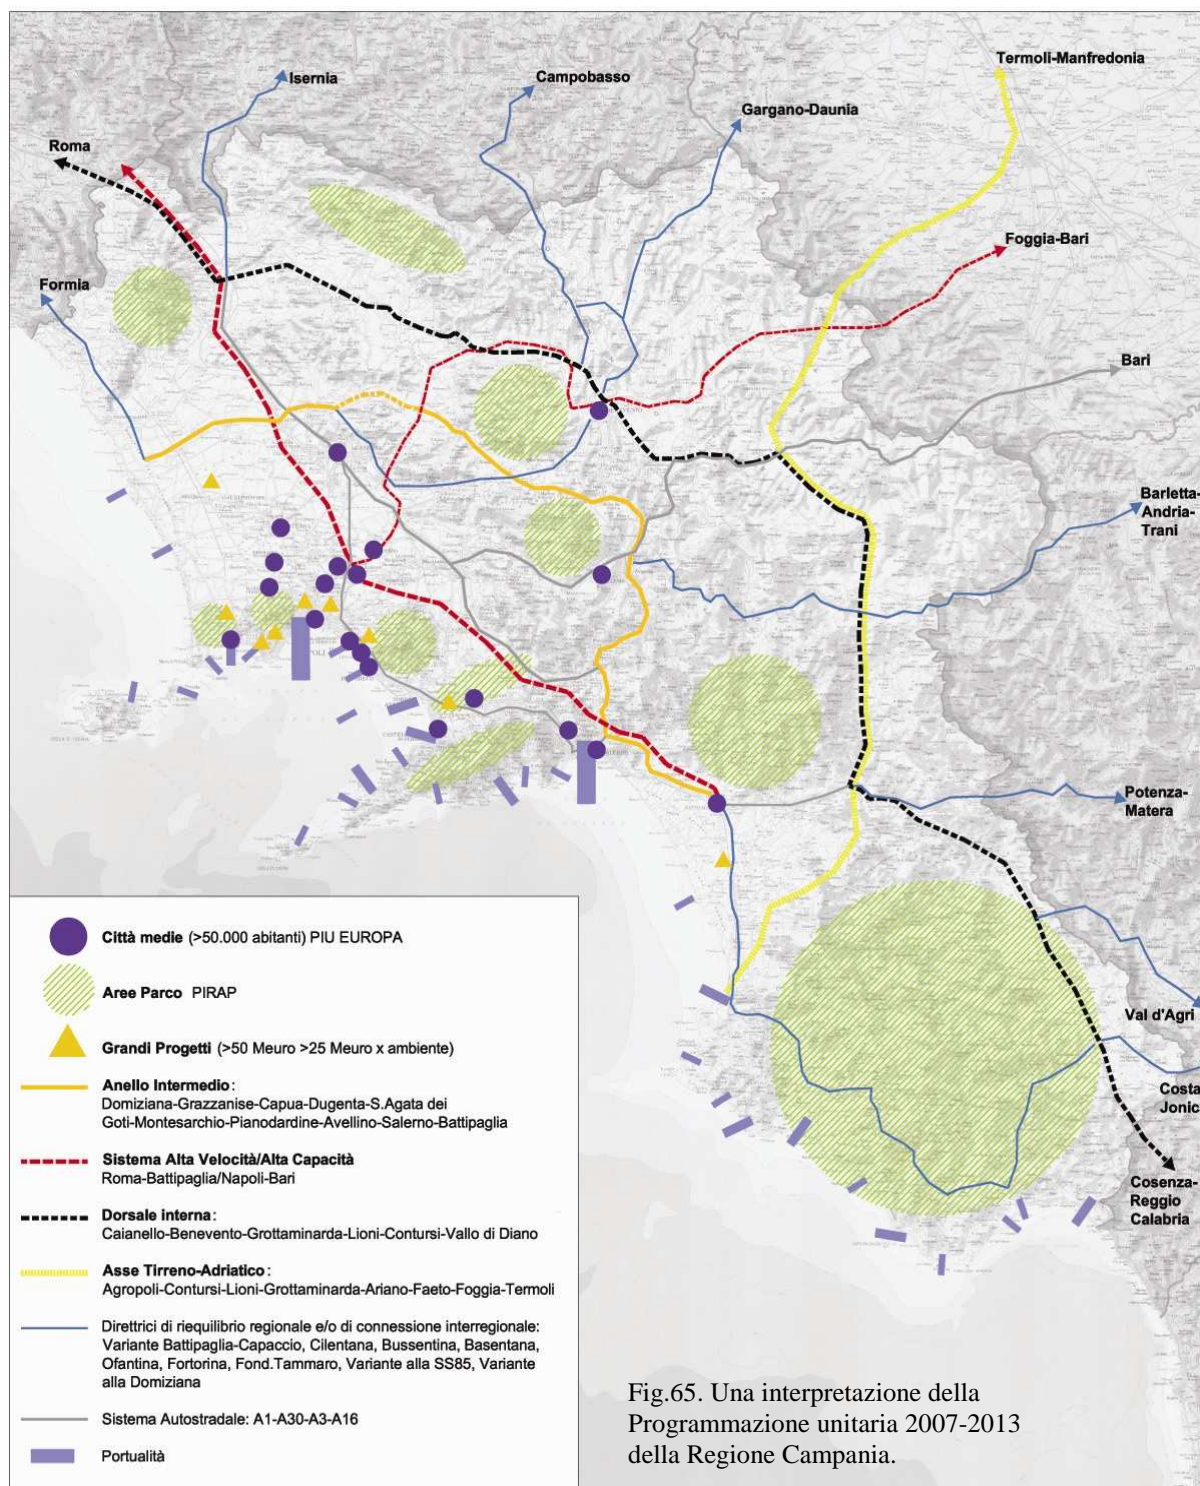 Isernia
Campobasso
Termoli-Manfredonia
Gargano-Daunia
Roma
Foggia-Bari
Formia
Bari
Barletta-
Andria-
Trani
Potenza-
Matera
Val d'Agri
Costa
Jonic
Cosenza-
Reggio
Calabria
Città medie (>50.000 abitanti) PIU EUROPA
Aree Parco PIRAP
Grandi Progetti (>50 Meuro >25 Meuro x ambiente)
Anello Intermedio:
Domiziana-Grazzanise-Capua-Dugenta-S.Agata dei
Goti-Montesarchio-Pianodardine-Avellino-Salerno-Battipaglia
Sistema Alta Velocità/Alta Capacità
Roma-Battipaglia/Napoli-Bari
Dorsale interna:
Caianello-Benevento-Grottaminarda-Lioni-Contursi-Vallo di Diano
Asse Tirreno-Adriatico:
Agropoli-Contursi-Lioni-Grottaminarda-Ariano-Faeto-Foggia-Termoli
Direttrici di riequilibrio regionale e/o di connessione interregionale:
Variante Battipaglia-Capaccio, Cilentana, Bussentina, Basentana,
Ofantina, Fortorina, Fond.Tammaro, Variante alla SS85, Variante
alla Domiziana
Sistema Autostradale: A1-A30-A3-A16
Portualità
Fig.65. Una interpretazione della
Programmazione unitaria 2007-2013
della Regione Campania.